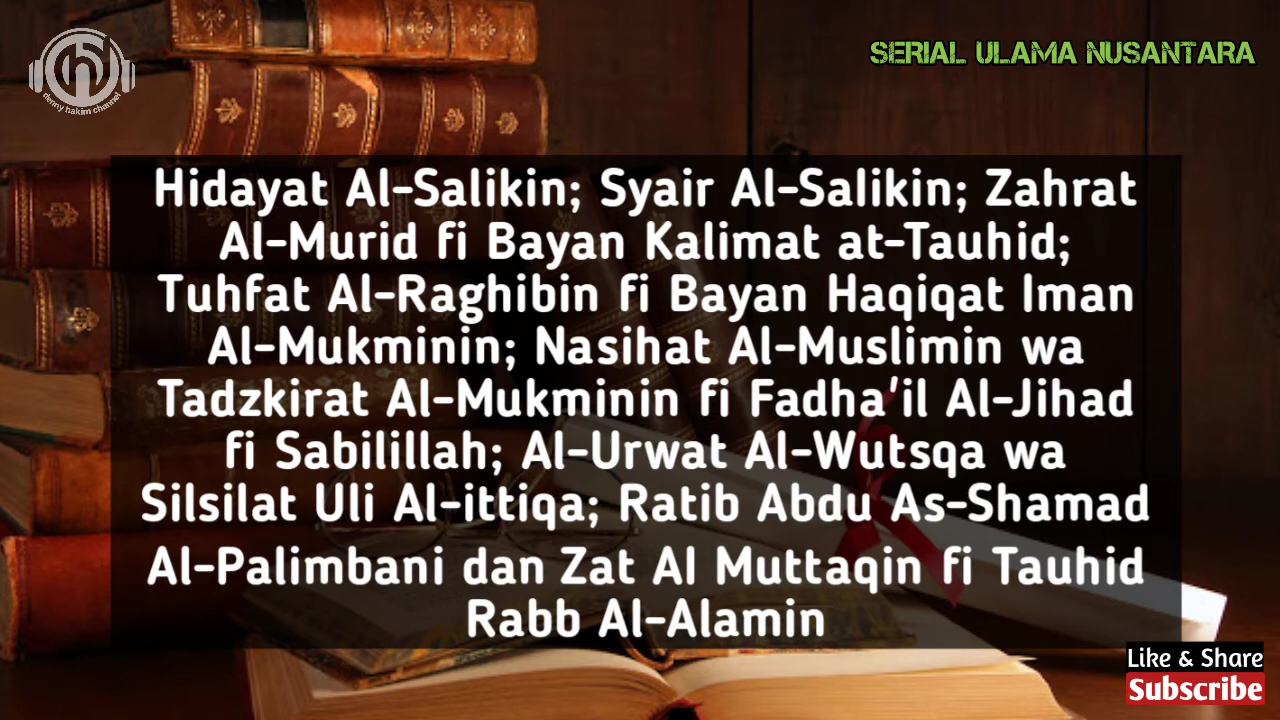 denny hakim channel
SERIAL ULAMA NUSANTARA
Hidayat Al-Salikin; Syair Al-Salikin; Zahrat
Al-Murid fi Bayan Kalimat at-Tauhid;
Tuhfat Al-Raghibin fi Bayan Haqiqat Iman
Al-Mukminin; Nasihat Al-Muslimin wa
Tadzkirat Al-Mukminin fi Fadha'il Al-Jihad
fi Sabilillah; Al-Urwat Al-Wutsqa wa
Silsilat Uli Al-ittiqa; Ratib Abdu As-Shamad
Al-Palimbani dan Zat Al Muttaqin fi Tauhid
Rabb Al-Alamin
Like & Share
Subscribe